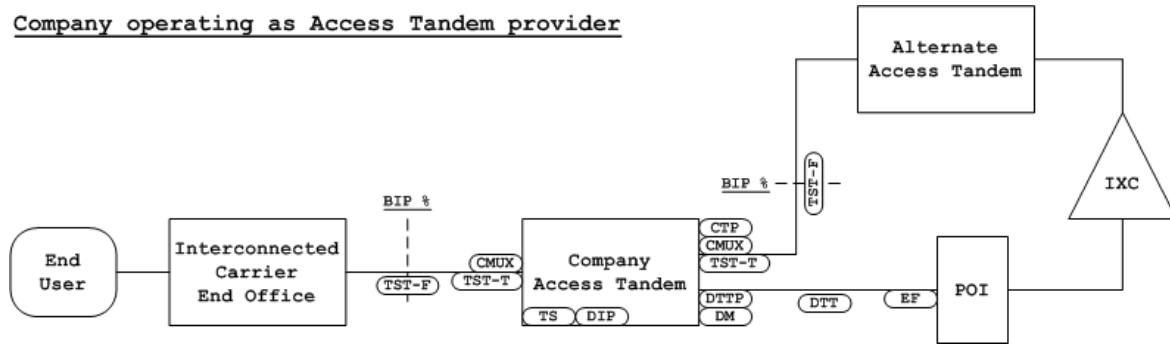 Company operating as Access Tandem provider
Alternate
Access Tandem
TST-F
BIP %
IXC
BIP %
End
User
Interconnected
Carrier
End Office
TST-F
CMUX
TST-T
Company
Access Tandem
TS
DIP
CTP
CMUX
TST-T
DTTP
DM
DTT
EF
POI